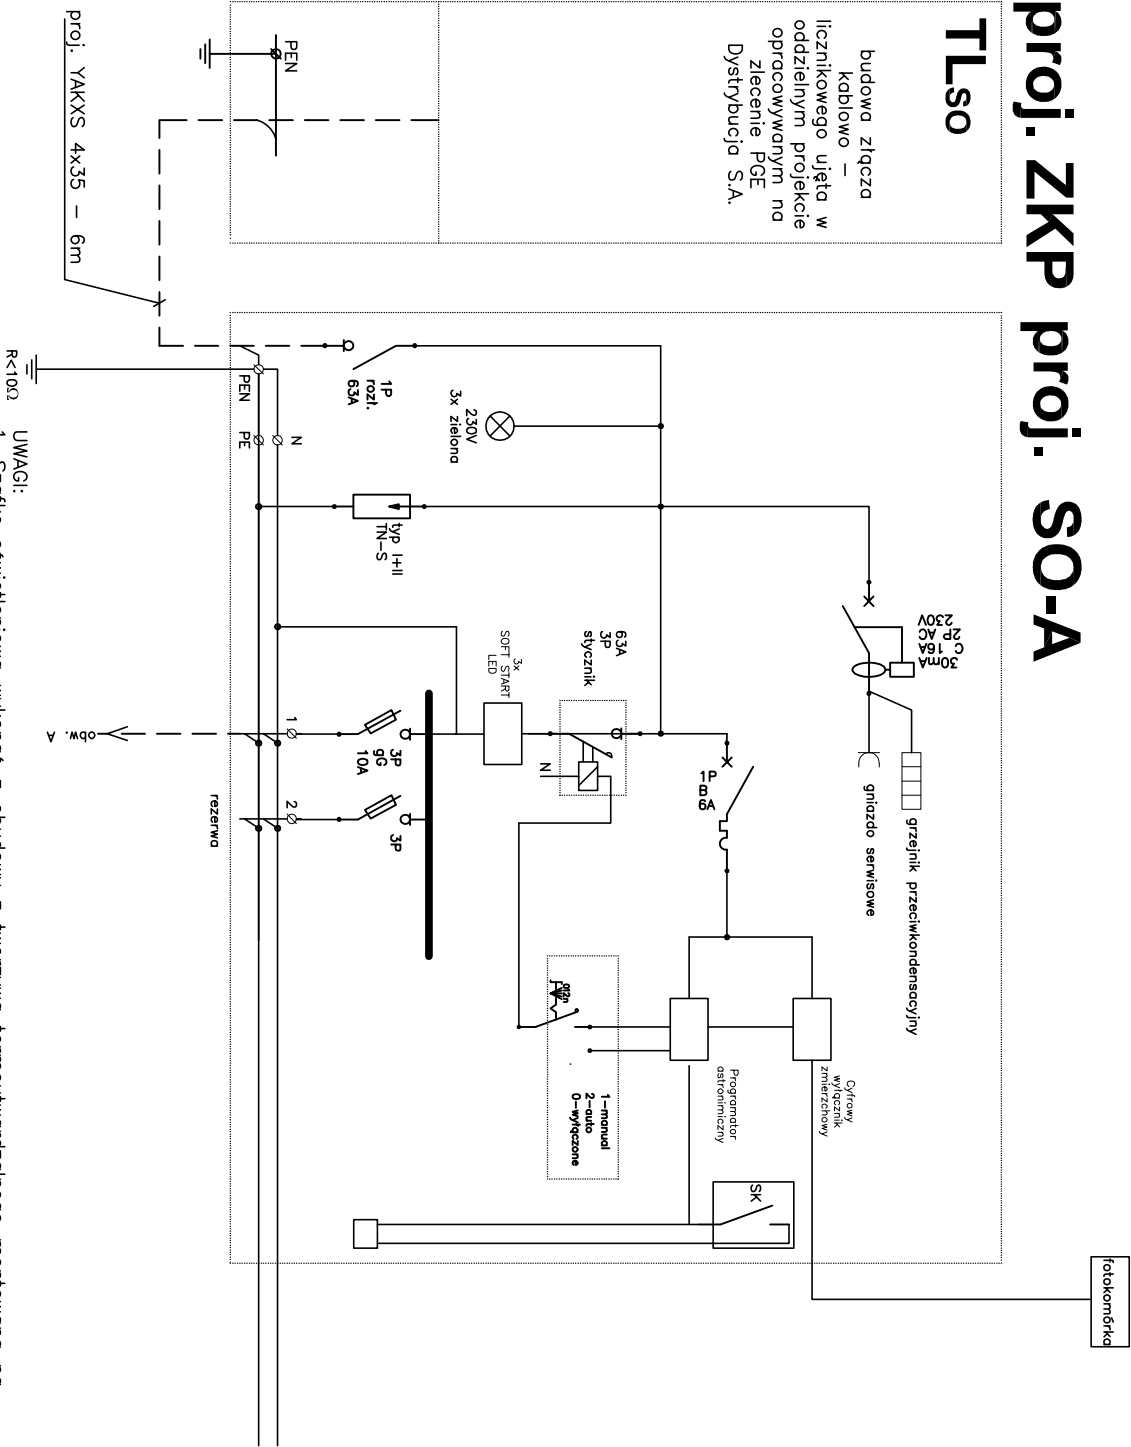 proj. ZKP proj. SO-A
TLso
budowa złącza
kablowo –
licznikowego ujęta w
oddzielnym projekcie
opracowywanym na
zlecenie PGE
Dystrybucja S.A.
PEN
proj. YAKXS 4x35 – 6m
R<10Ω
PEN
PE
N
1P
rozł.
63A
230V
3x zielona
typ I+II
TN-S
30mA
C 16A
2P AC
230V
gniazdo serwisowe
grzejnik przeciwkondensacyjny
63A
3P
stycznik
N
3x
SOFT START
LED
1P
B
6A
1
3P
gG
10A
2
3P
obw. A
rezerwa
Cyfrowy
wyłącznik
zmierzchowy
Programator
astronimiczny
1-manual
2-auto
0-wyłączone
SK
fotokomórka
UWAGI: